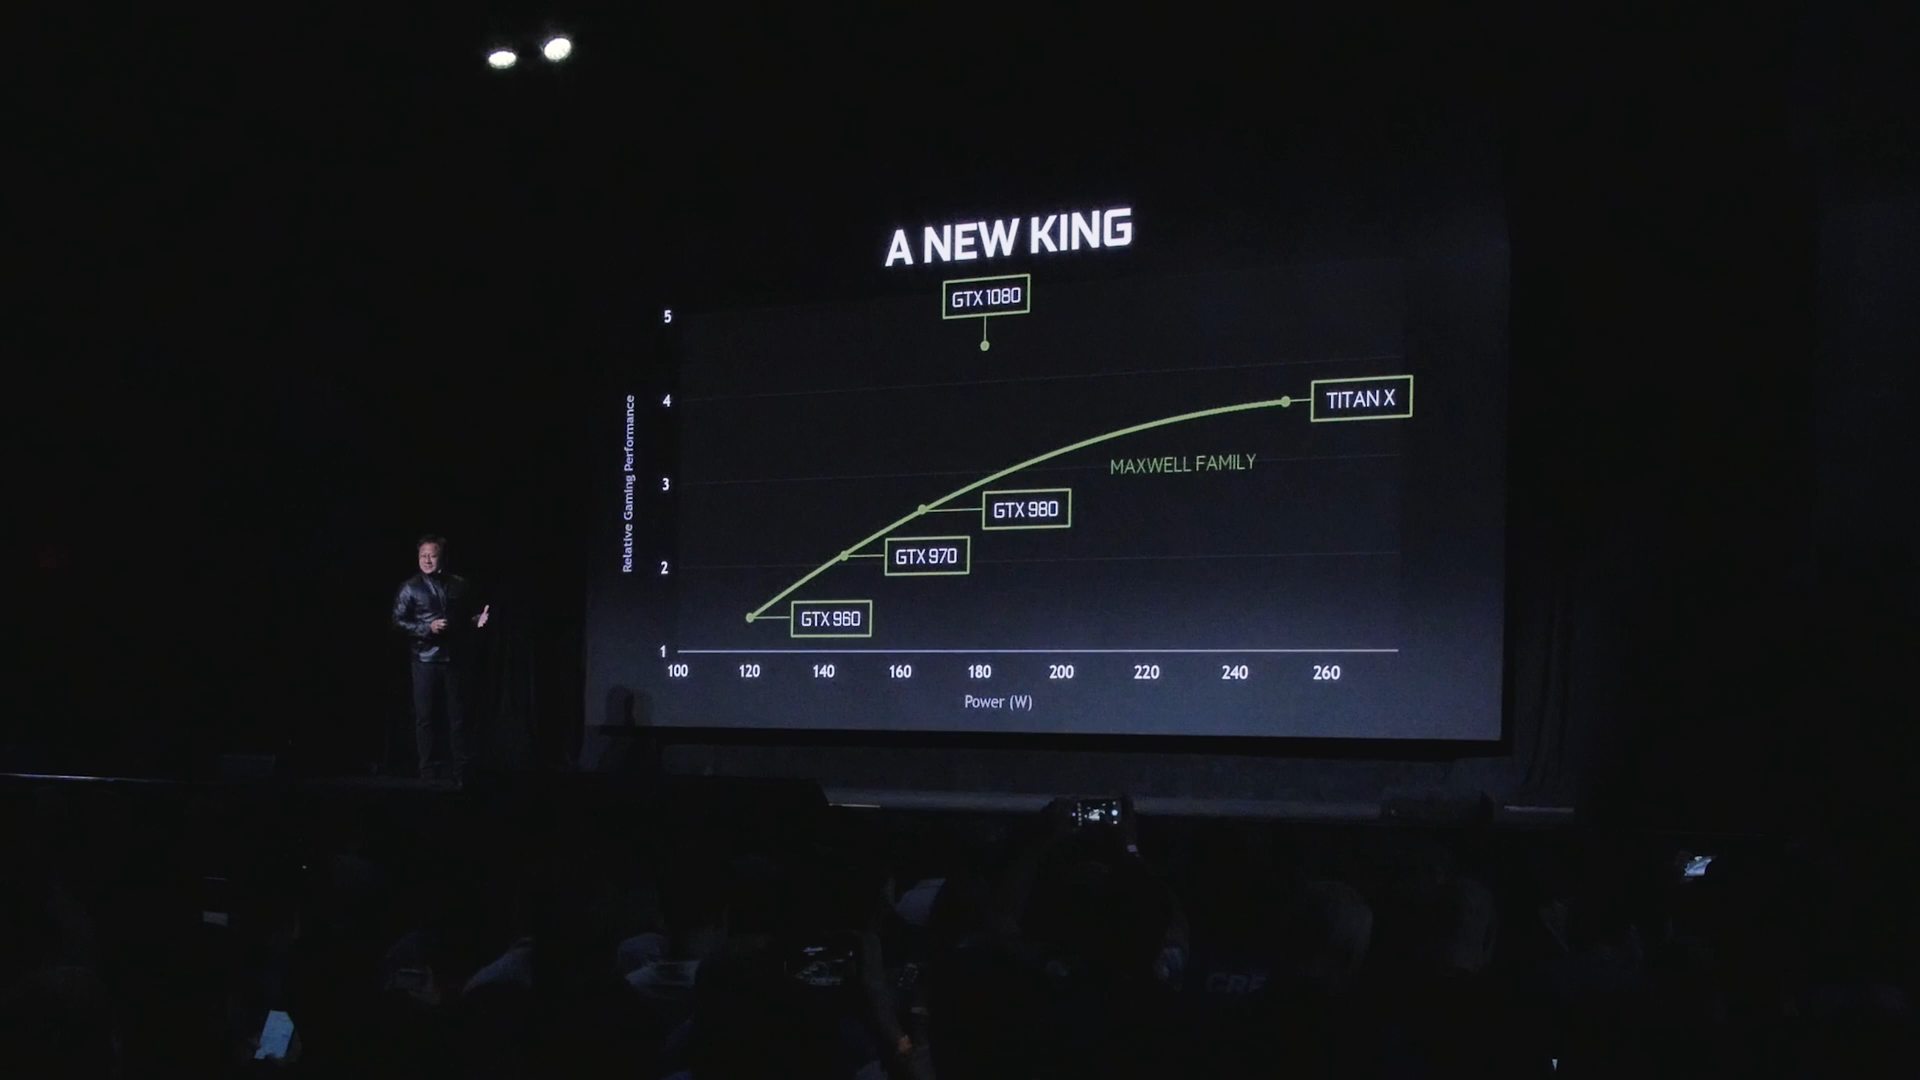 A NEW KING
GTX 1080
5
4
3
2
1
Relative Gaming Performance
TITAN X
MAXWELL FAMILY
GTX 980
GTX 970
GTX 960
100 120 140 160 180 200 220 240 260
Power (W)